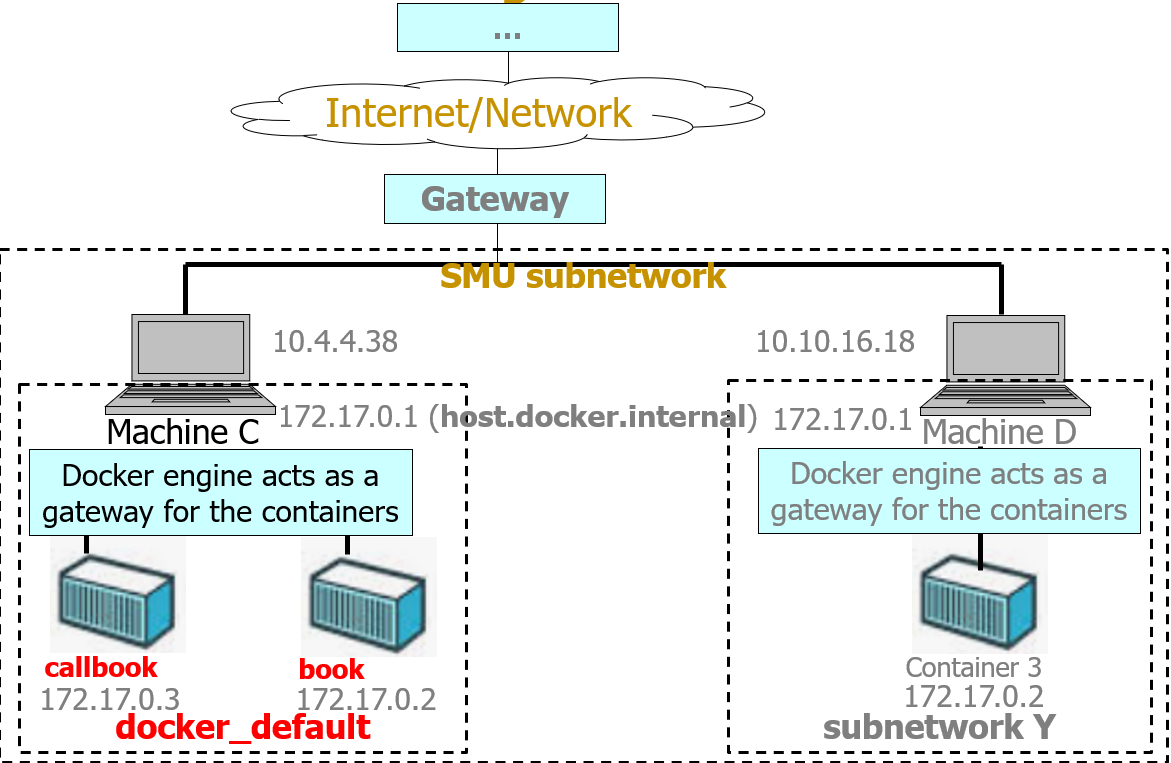 ...
Internet/Network
Gateway
SMU subnetwork
10.4.4.38
10.10.16.18
172.17.0.1 (host.docker.internal)
172.17.0.1
Machine C
Machine D
Docker engine acts as a
gateway for the containers
Docker engine acts as a
gateway for the containers
callbook
172.17.0.3
book
172.17.0.2
Container 3
172.17.0.2
docker_default
subnetwork Y